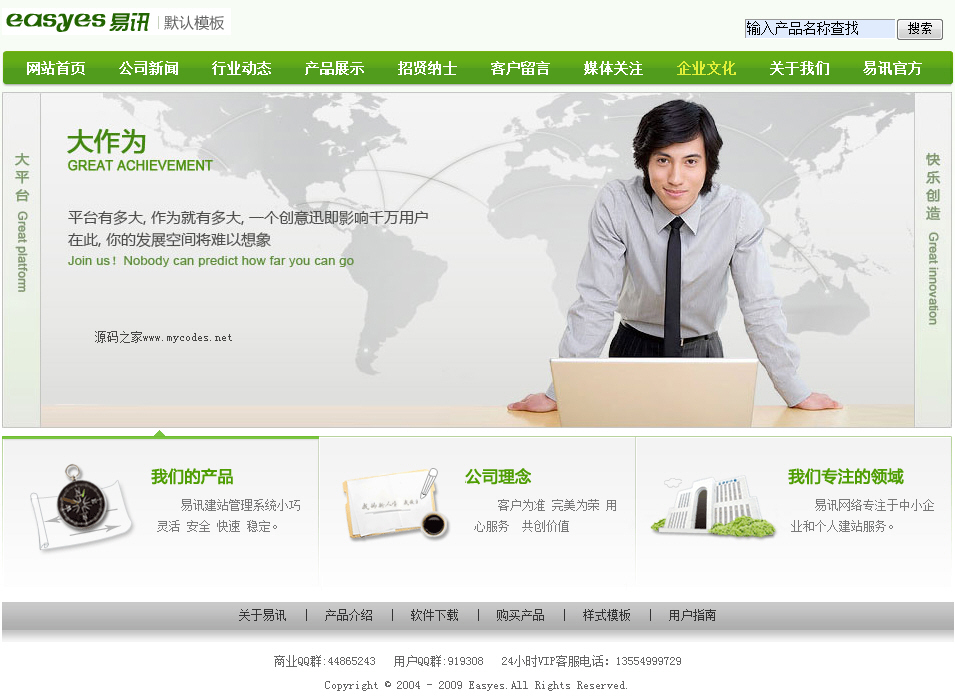 easyes易讯 | 默认模板
输入产品名称查找 搜索
网站首页 公司新闻 行业动态 产品展示 招贤纳士 客户留言 媒体关注 企业文化 关于我们 易讯官方
大平台 Great platform
大作为
GREAT ACHIEVEMENT
平台有多大, 作为就有多大, 一个创意迅即影响千万用户
在此, 你的发展空间将难以想象
Join us! Nobody can predict how far you can go
源码之家www.mycodes.net
快乐创造 Great innovation
我们的产品
易讯建站管理系统小巧
灵活 安全 快速 稳定。
公司理念
客户为准 完美为荣 用
心服务 共创价值
我们专注的领域
易讯网络专注于中小企
业和个人建站服务。
关于易讯 | 产品介绍 | 软件下载 | 购买产品 | 样式模板 | 用户指南
商业QQ群:44865243 用户QQ群:919308 24小时VIP客服电话: 13554999729
Copyright © 2004 - 2009 Easyes.All Rights Reserved.